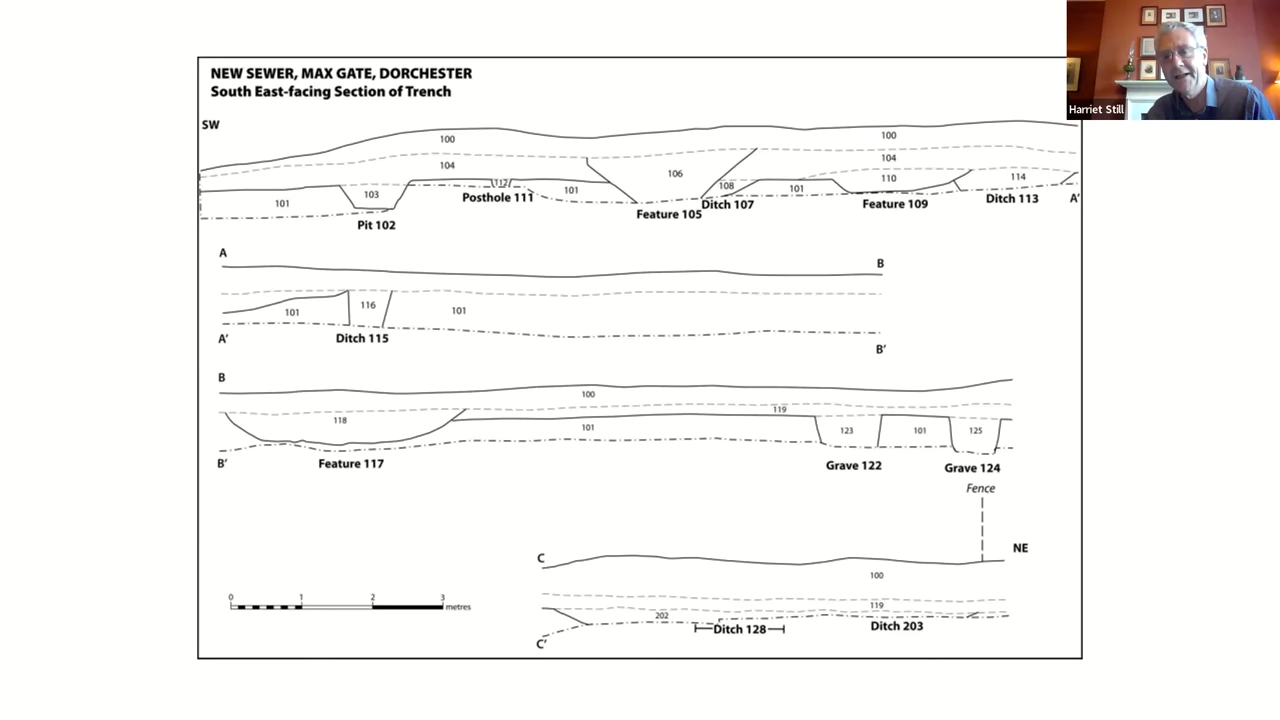 NEW SEWER, MAX GATE, DORCHESTER
South East-facing Section of Trench
Harriet Still
SW
100
100
104
104
103
112
101
106
108
101
110
114
101
Pit 102
Posthole 111
Feature 105
Ditch 107
Feature 109
Ditch 113
A'
A
B
101
116
101
A'
Ditch 115
B'
B
100
119
118
101
123
101
125
B'
Feature 117
Grave 122
Grave 124
Fence
C
NE
100
119
202
Ditch 128
Ditch 203
C'
0 1 2 3
metres